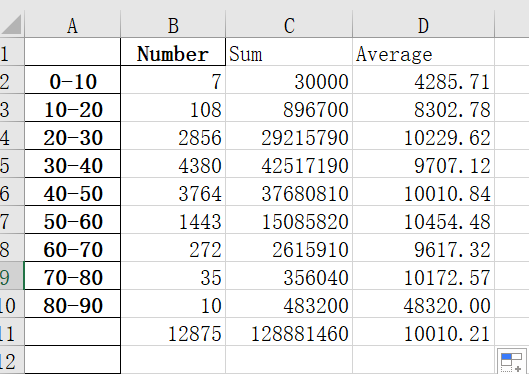 A B C D
1 Number Sum Average
2 0-10 7 30000 4285.71
3 10-20 108 896700 8302.78
4 20-30 2856 29215790 10229.62
5 30-40 4380 42517190 9707.12
6 40-50 3764 37680810 10010.84
7 50-60 1443 15085820 10454.48
8 60-70 272 2615910 9617.32
9 70-80 35 356040 10172.57
10 80-90 10 483200 48320.00
11 12875 128881460 10010.21
12